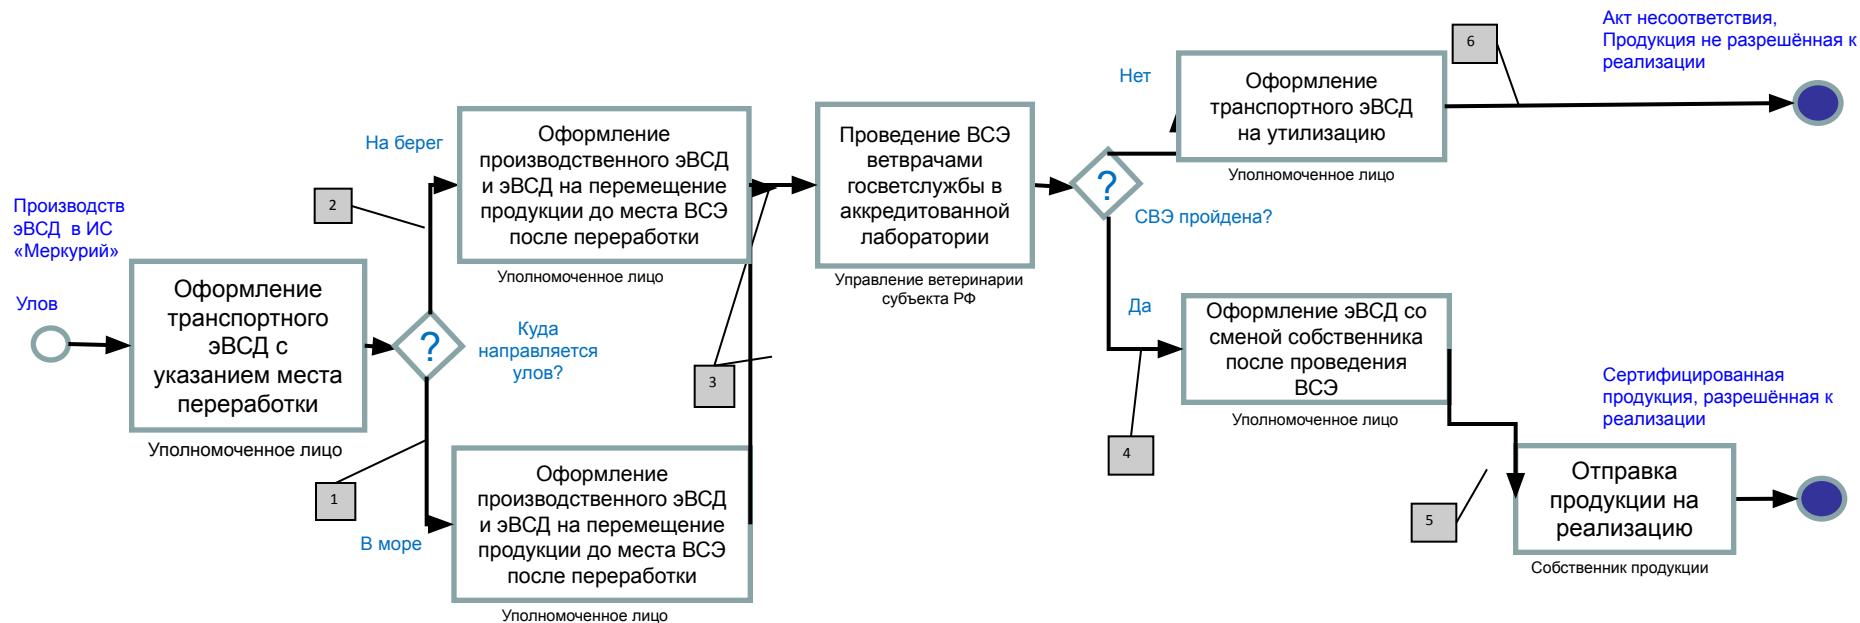 Производств
эВСД в ИС
«Меркурий»
Улов
Оформление
транспортного
эВСД с
указанием места
переработки
Уполномоченное лицо
?
Куда
направляется
улов?
На берег
2
Оформление
производственного эВСД
и эВСД на перемещение
продукции до места ВСЭ
после переработки
Уполномоченное лицо
В море
1
Оформление
производственного эВСД
и эВСД на перемещение
продукции до места ВСЭ
после переработки
Уполномоченное лицо
3
Проведение ВСЭ
ветврачами
госветслужбы в
аккредитованной
лаборатории
Управление ветеринарии
субъекта РФ
?
СВЭ пройдена?
Нет
Оформление
транспортного эВСД
на утилизацию
Уполномоченное лицо
6
Акт несоответствия,
Продукция не разрешённая к
реализации
Да
4
Оформление эВСД со
сменой собственника
после проведения
ВСЭ
Уполномоченное лицо
5
Сертифицированная
продукция, разрешённая к
реализации
Отправка
продукции на
реализацию
Собственник продукции